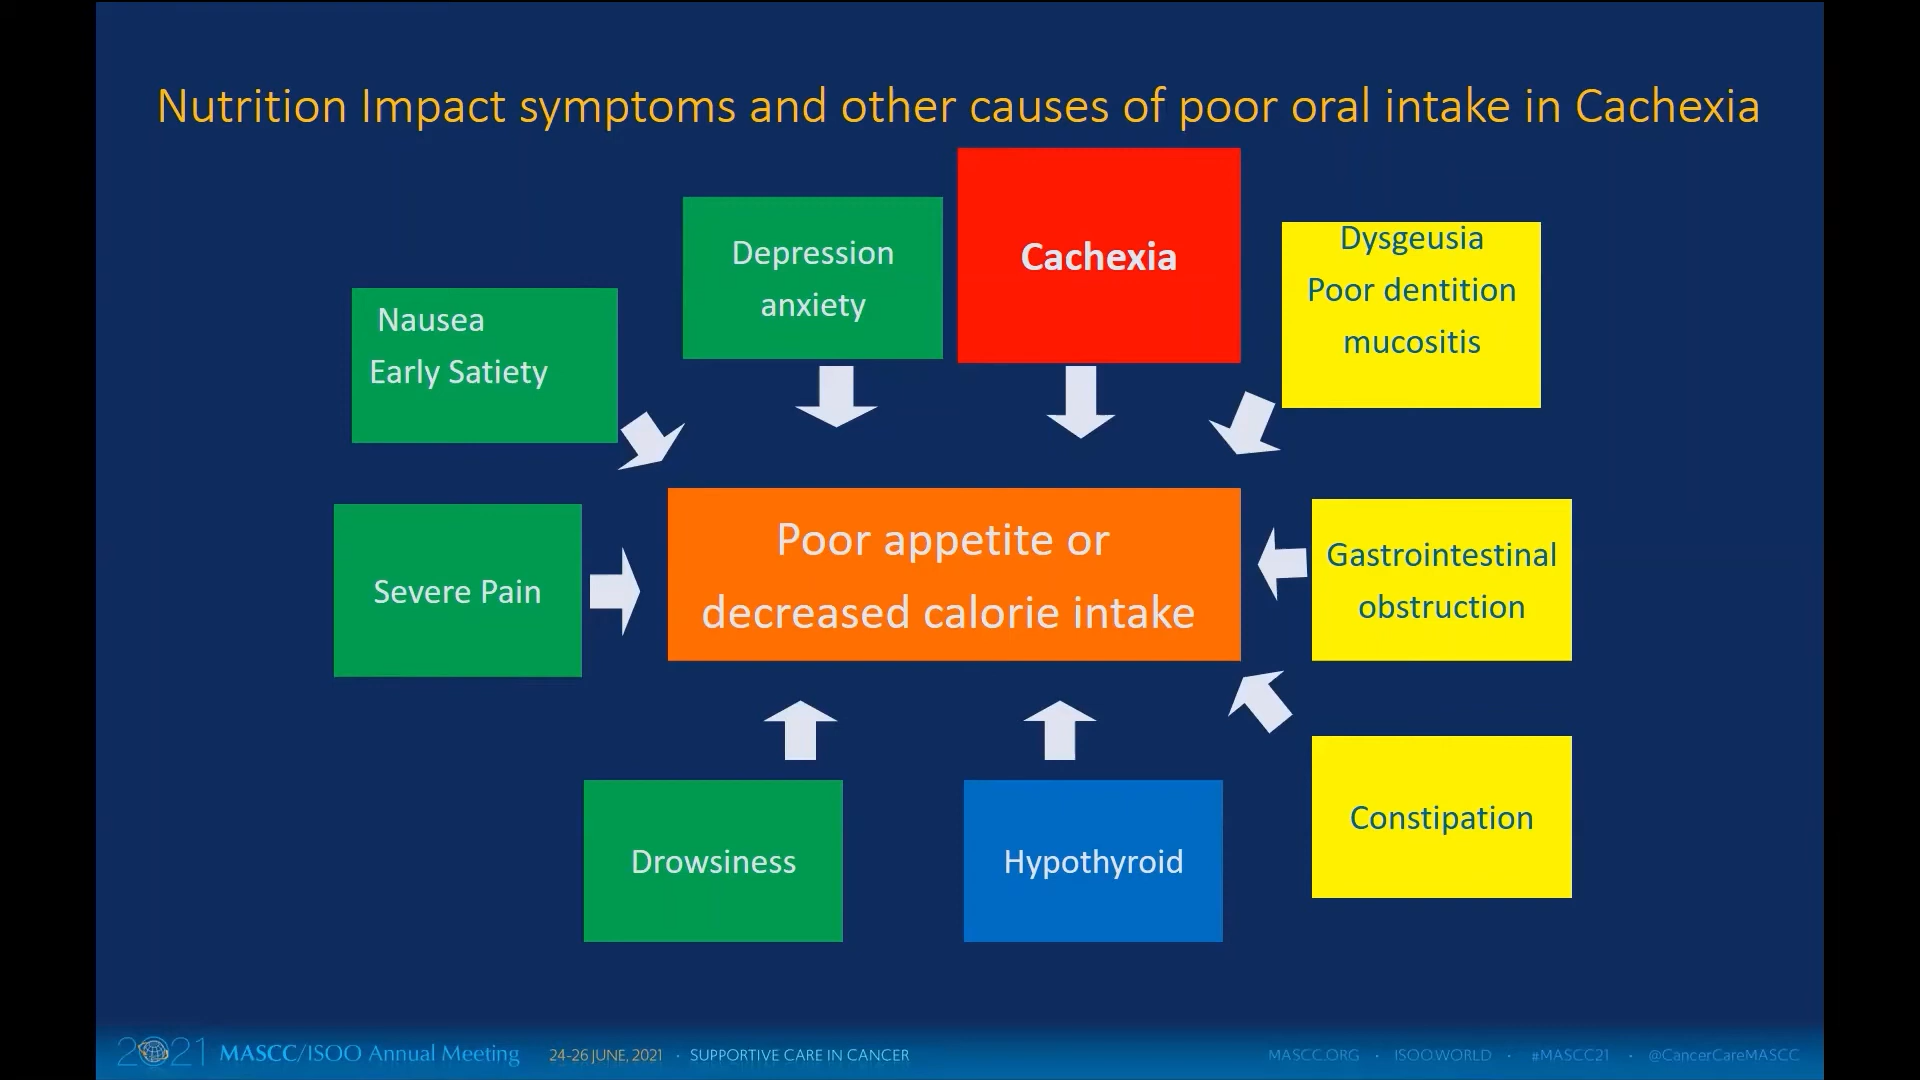 Nutrition Impact symptoms and other causes of poor oral intake in Cachexia
Depression
anxiety
Cachexia
Dysgeusia
Poor dentition
mucositis
Nausea
Early Satiety
Severe Pain
Poor appetite or
decreased calorie intake
Gastrointestinal
obstruction
Drowsiness
Hypothyroid
Constipation
2021 MASCC/ISOO Annual Meeting 24-26 JUNE, 2021 · SUPPORTIVE CARE IN CANCER MASCC.ORG · ISOOWORLD · #MASCC21 · @CancerCareMASCC